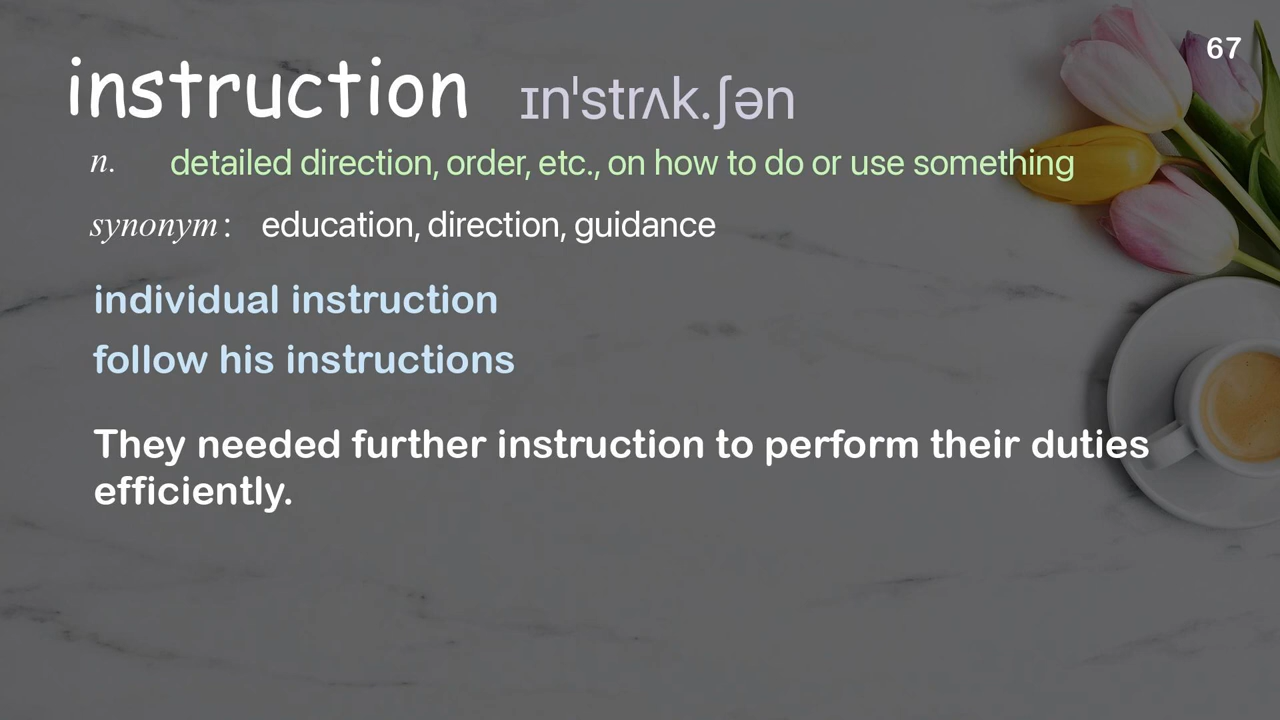 67
instruction ɪnˈstrʌk.ʃən
n. detailed direction, order, etc., on how to do or use something
synonym: education, direction, guidance
individual instruction
follow his instructions
They needed further instruction to perform their duties
efficiently.